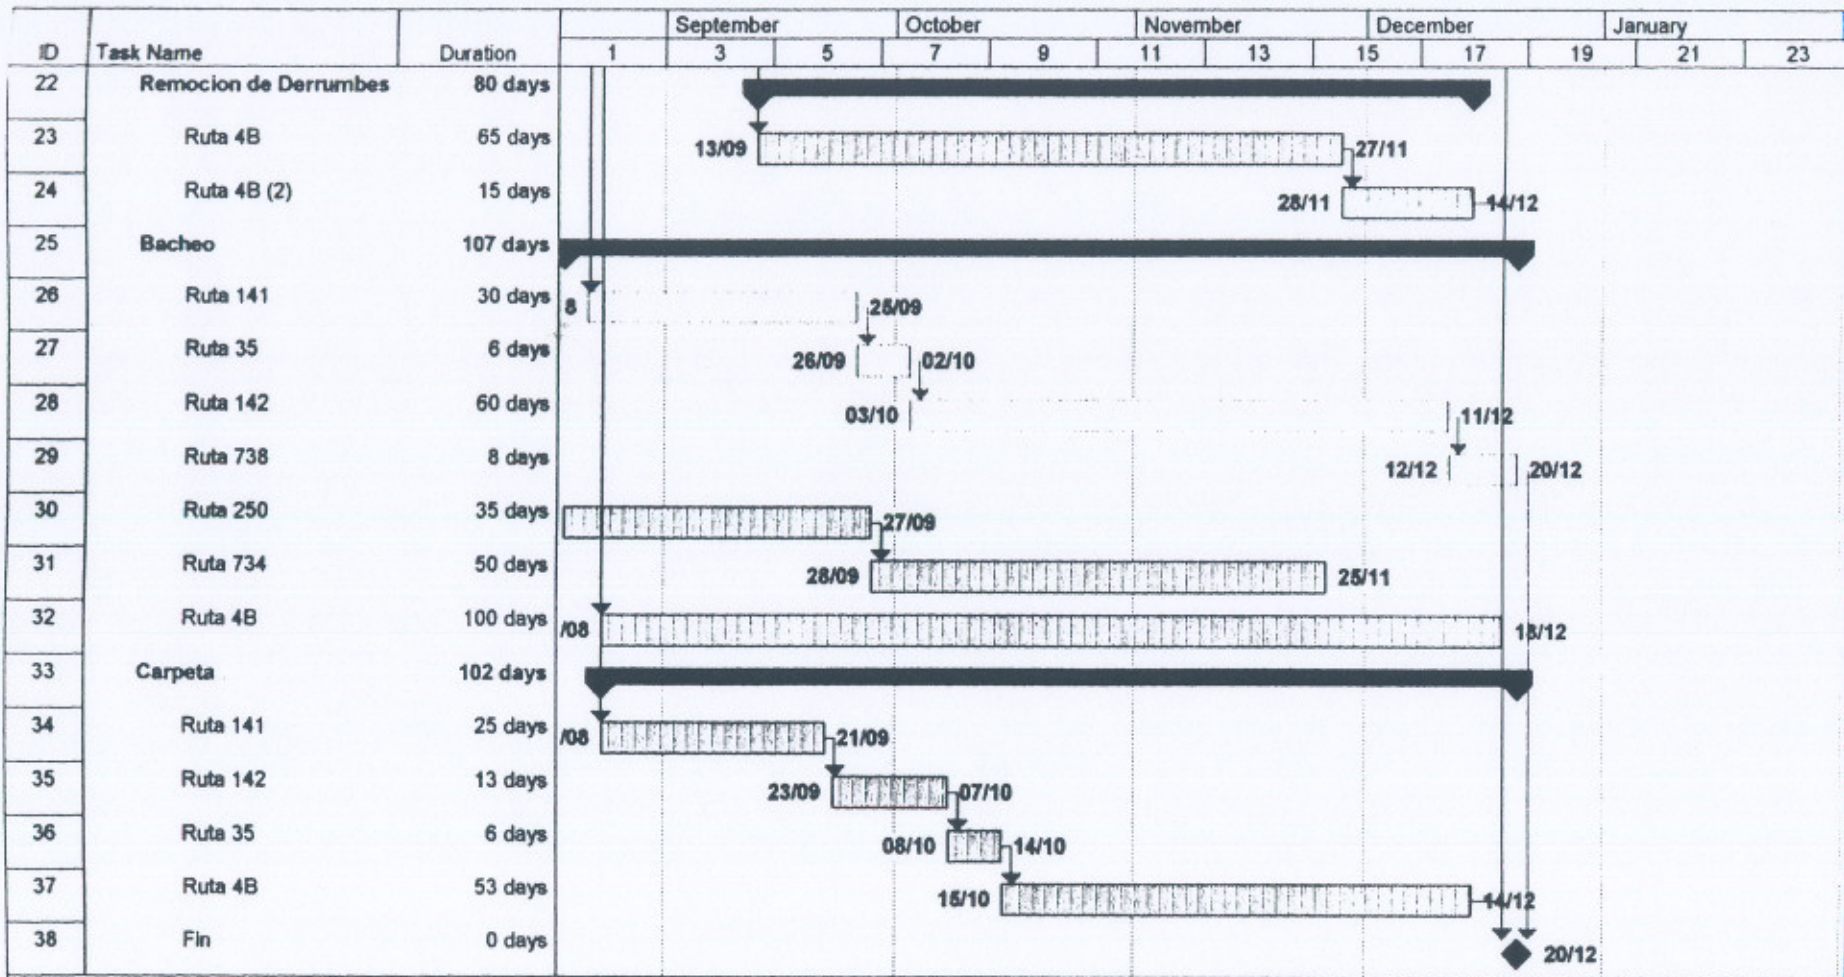 September October November December January
ID Task Name Duration 1 3 5 7 9 11 13 15 17 19 21 23
22 Remocion de Derrumbes 80 days
23 Ruta 4B 65 days 13/09 27/11
24 Ruta 4B (2) 15 days 28/11 14/12
25 Bacheo 107 days
26 Ruta 141 30 days 8 25/09
27 Ruta 35 6 days 26/09 02/10
28 Ruta 142 60 days 03/10 11/12
29 Ruta 738 8 days 12/12 20/12
30 Ruta 250 35 days 27/09
31 Ruta 734 50 days 28/09 25/11
32 Ruta 4B 100 days /08 18/12
33 Carpeta 102 days
34 Ruta 141 25 days /08 21/09
35 Ruta 142 13 days 23/09 07/10
36 Ruta 35 6 days 08/10 14/10
37 Ruta 4B 53 days 15/10 14/12
38 Fin 0 days 20/12